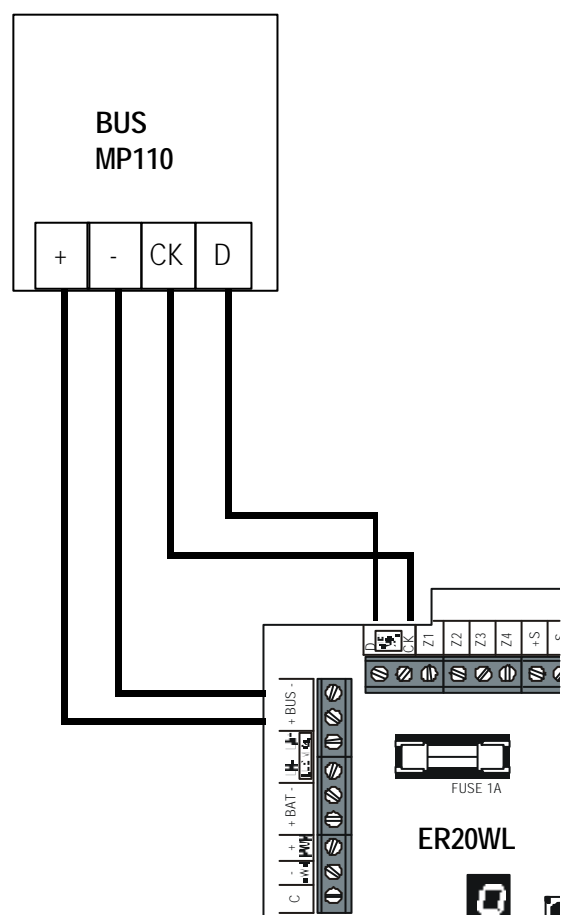 BUS
MP110
+ - CK D
D CK Z1 Z2 Z3 Z4 +S
+ BUS -
+ BAT -
- +
C
FUSE 1A
ER20WL